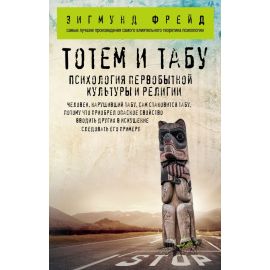 ЗИГМУНД ФРЕЙД
самые лучшие произведения самого влиятельного теоретика психологии
ТОТЕМ И ТАБУ
ПСИХОЛОГИЯ ПЕРВОБЫТНОЙ
КУЛЬТУРЫ И РЕЛИГИИ
ЧЕЛОВЕК, НАРУШИВШИЙ ТАБУ, САМ СТАНОВИТСЯ ТАБУ,
ПОТОМУ ЧТО ПРИОБРЕЛ ОПАСНОЕ СВОЙСТВО
ВВОДИТЬ ДРУГИХ В ИСКУШЕНИЕ
СЛЕДОВАТЬ ЕГО ПРИМЕРУ
STOP